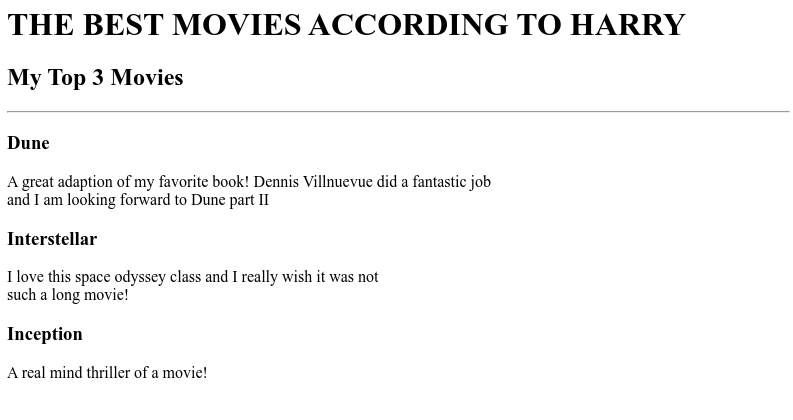 THE BEST MOVIES ACCORDING TO HARRY
My Top 3 Movies
Dune
A great adaption of my favorite book! Dennis Villnuevue did a fantastic job
and I am looking forward to Dune part II
Interstellar
I love this space odyssey class and I really wish it was not
such a long movie!
Inception
A real mind thriller of a movie!